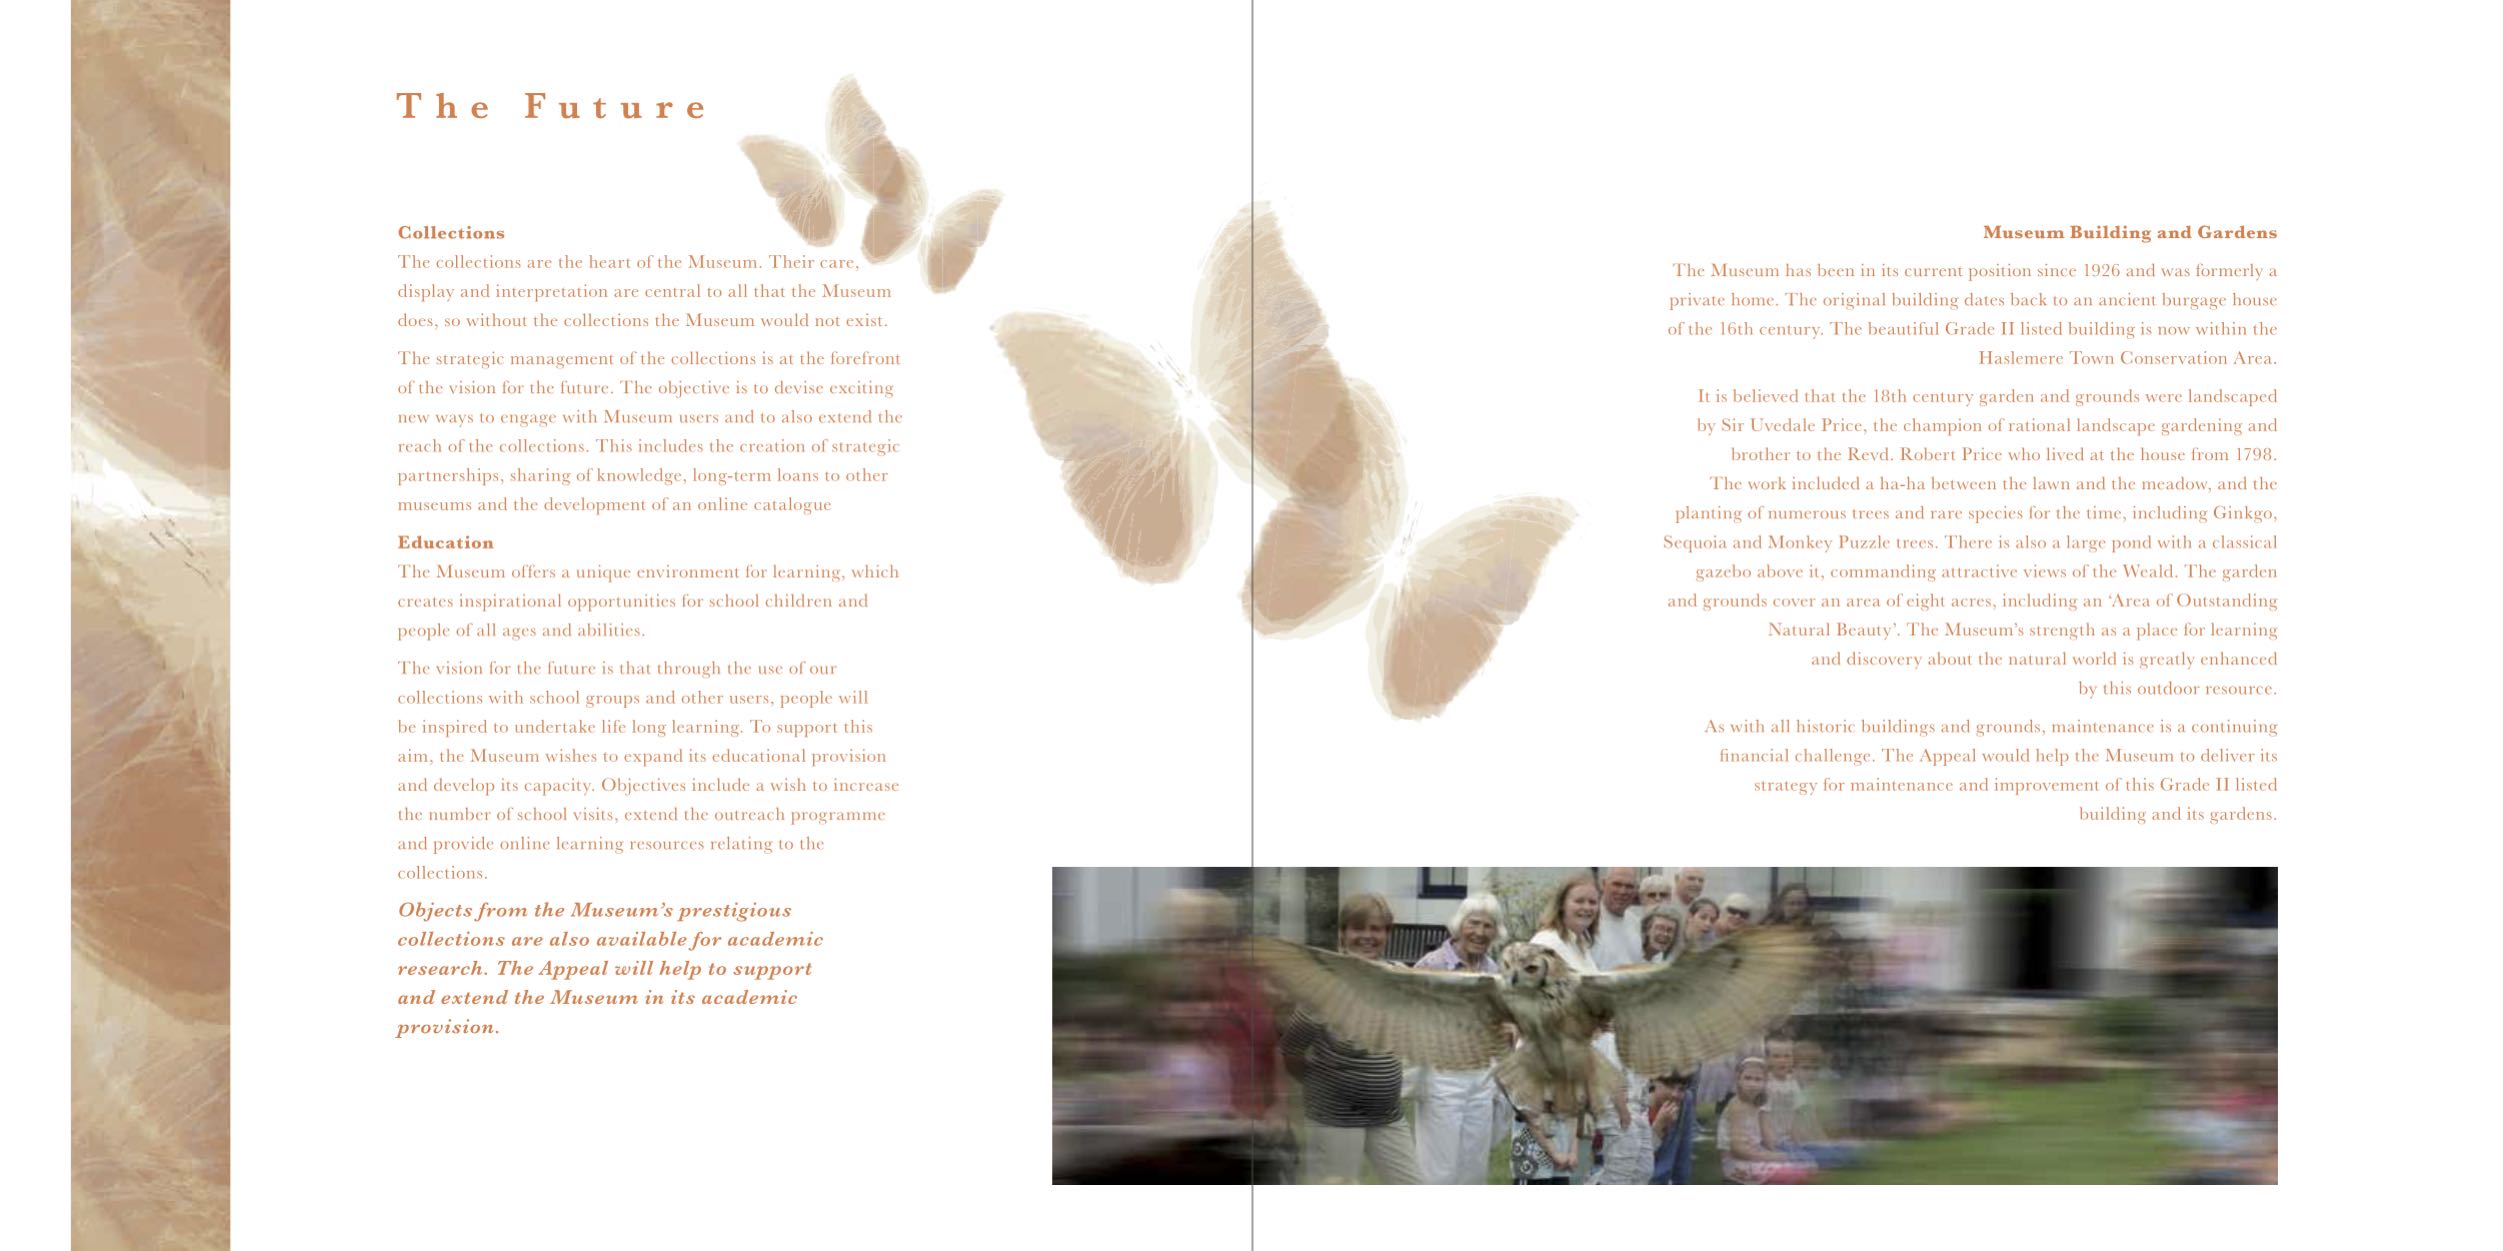 The Future
Collections
The collections are the heart of the Museum. Their care,
display and interpretation are central to all that the Museum
does, so without the collections the Museum would not exist.
The strategic management of the collections is at the forefront
of the vision for the future. The objective is to devise exciting
new ways to engage with Museum users and to also extend the
reach of the collections. This includes the creation of strategic
partnerships, sharing of knowledge, long-term loans to other
museums and the development of an online catalogue
Education
The Museum offers a unique environment for learning, which
creates inspirational opportunities for school children and
people of all ages and abilities.
The vision for the future is that through the use of our
collections with school groups and other users, people will
be inspired to undertake life long learning. To support this
aim, the Museum wishes to expand its educational provision
and develop its capacity. Objectives include a wish to increase
the number of school visits, extend the outreach programme
and provide online learning resources relating to the
collections.
Objects from the Museum’s prestigious
collections are also available for academic
research. The Appeal will help to support
and extend the Museum in its academic
provision.
Museum Building and Gardens
The Museum has been in its current position since 1926 and was formerly a
private home. The original building dates back to an ancient burgage house
of the 16th century. The beautiful Grade II listed building is now within the
Haslemere Town Conservation Area.
It is believed that the 18th century garden and grounds were landscaped
by Sir Uvedale Price, the champion of rational landscape gardening and
brother to the Revd. Robert Price who lived at the house from 1798.
The work included a ha-ha between the lawn and the meadow, and the
planting of numerous trees and rare species for the time, including Ginkgo,
Sequoia and Monkey Puzzle trees. There is also a large pond with a classical
gazebo above it, commanding attractive views of the Weald. The garden
and grounds cover an area of eight acres, including an ‘Area of Outstanding
Natural Beauty’. The Museum’s strength as a place for learning
and discovery about the natural world is greatly enhanced
by this outdoor resource.
As with all historic buildings and grounds, maintenance is a continuing
financial challenge. The Appeal would help the Museum to deliver its
strategy for maintenance and improvement of this Grade II listed
building and its gardens.